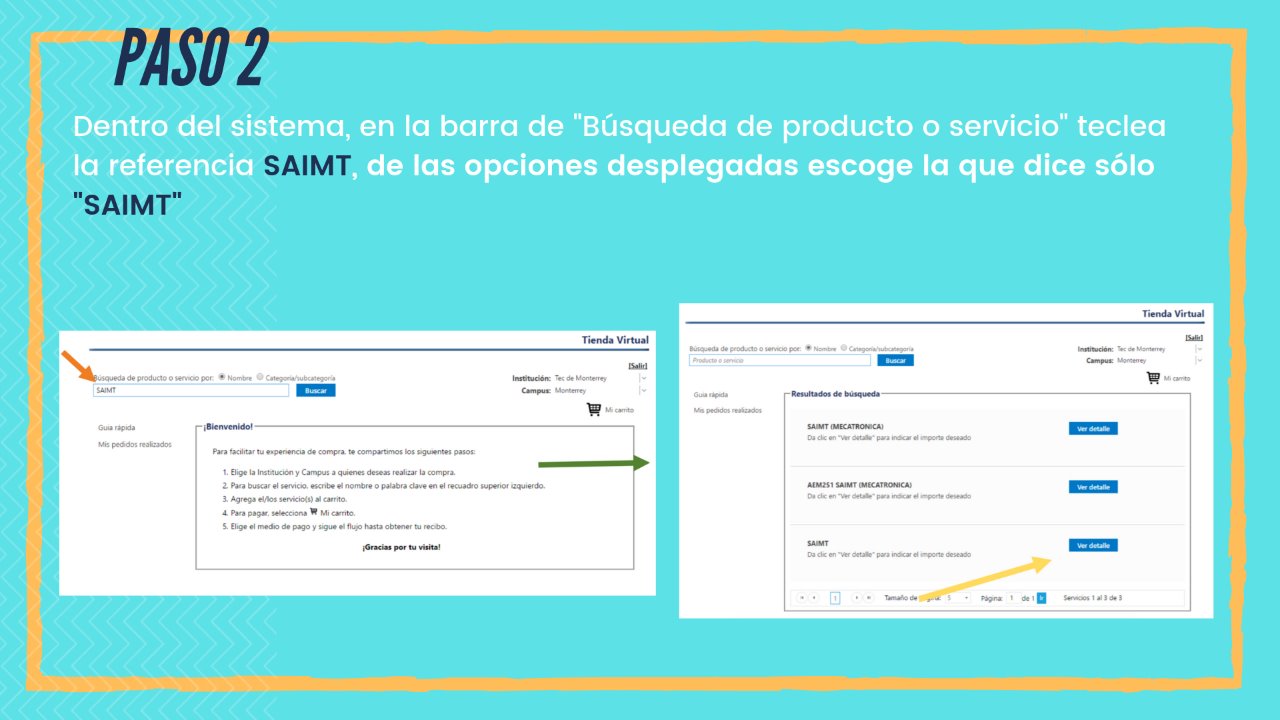 PASO 2
Dentro del sistema, en la barra de "Búsqueda de producto o servicio" teclea
la referencia SAIMT, de las opciones desplegadas escoge la que dice sólo
"SAIMT"
Tienda Virtual
[Salir]
Búsqueda de producto o servicio por: Nombre Categoría/subcategoría
SAIMT
Buscar
Institución: Tec de Monterrey
Campus: Monterrey
Mi carrito
Guia rápida
Mis pedidos realizados
¡Bienvenido!
Para facilitar tu experiencia de compra, te compartimos los siguientes pasos:
1. Elige la Institución y Campus a quienes deseas realizar la compra.
2. Para buscar el servicio, escribe el nombre o palabra clave en el recuadro superior izquierdo.
3. Agrega el/los servicio(s) al carrito.
4. Para pagar, selecciona Mi carrito.
5. Elige el medio de pago y sigue el flujo hasta obtener tu recibo.
¡Gracias por tu visita!
Tienda Virtual
[Salir]
Búsqueda de producto o servicio por: Nombre Categoría/subcategoría
Producto o servicio
Buscar
Institución: Tec de Monterrey
Campus: Monterrey
Mi carrito
Guia rápida
Mis pedidos realizados
Resultados de búsqueda
SAIMT (MECATRONICA)
Da clic en "Ver detalle" para indicar el importe deseado
Ver detalle
AEM251 SAIMT (MECATRONICA)
Da clic en "Ver detalle" para indicar el importe deseado
Ver detalle
SAIMT
Da clic en "Ver detalle" para indicar el importe deseado
Ver detalle
1 Tamaño de 5 Página: 1 de 1 Ir Servicios 1 al 3 de 3